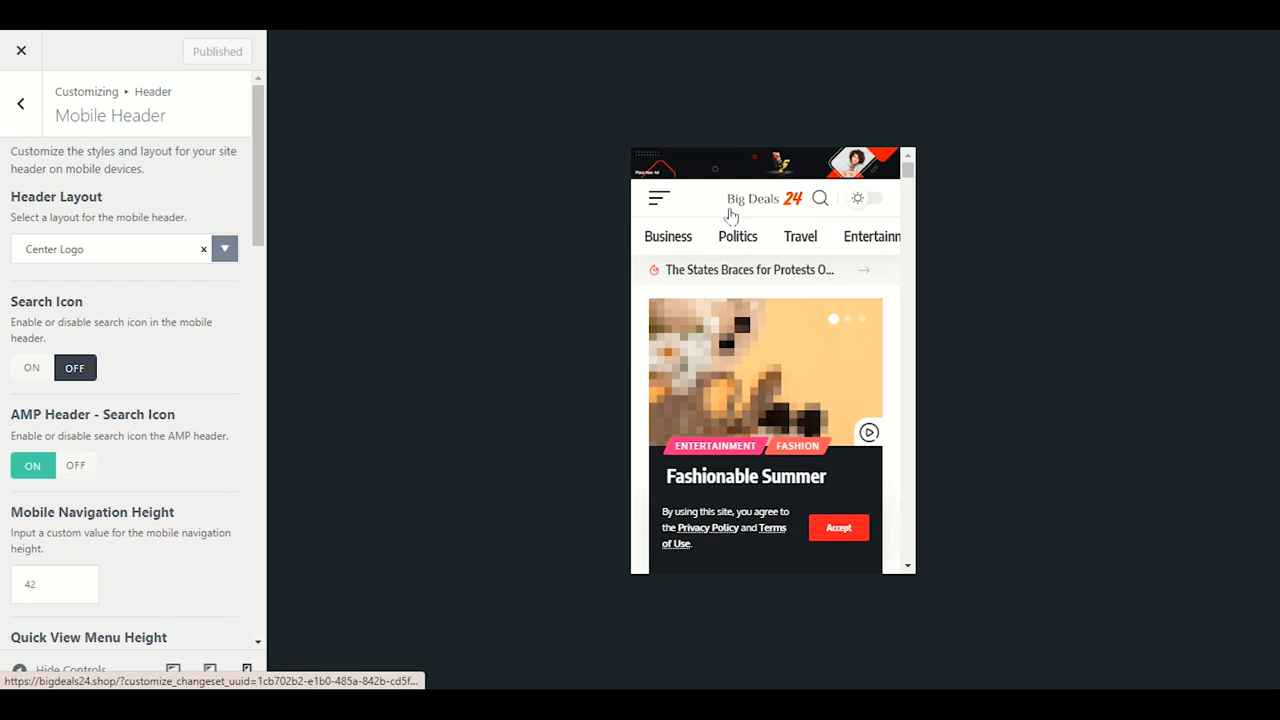 Published
Customizing ▸ Header
Mobile Header
Customize the styles and layout for your site
header on mobile devices.
Header Layout
Select a layout for the mobile header.
Center Logo
x
Search Icon
Enable or disable search icon in the mobile
header.
ON OFF
AMP Header - Search Icon
Enable or disable search icon the AMP header.
ON OFF
Mobile Navigation Height
Input a custom value for the mobile navigation
height.
42
Quick View Menu Height
Hide Controls
https://bigdeals24.shop/?customize_changeset_uuid=1cb702b2-e1b0-485a-842b-cd5f...
Place Your Ad
Big Deals 24
Business Politics Travel Entertainn
The States Braces for Protests O...
ENTERTAINMENT FASHION
Fashionable Summer
By using this site, you agree to
the Privacy Policy and Terms
of Use.
Accept